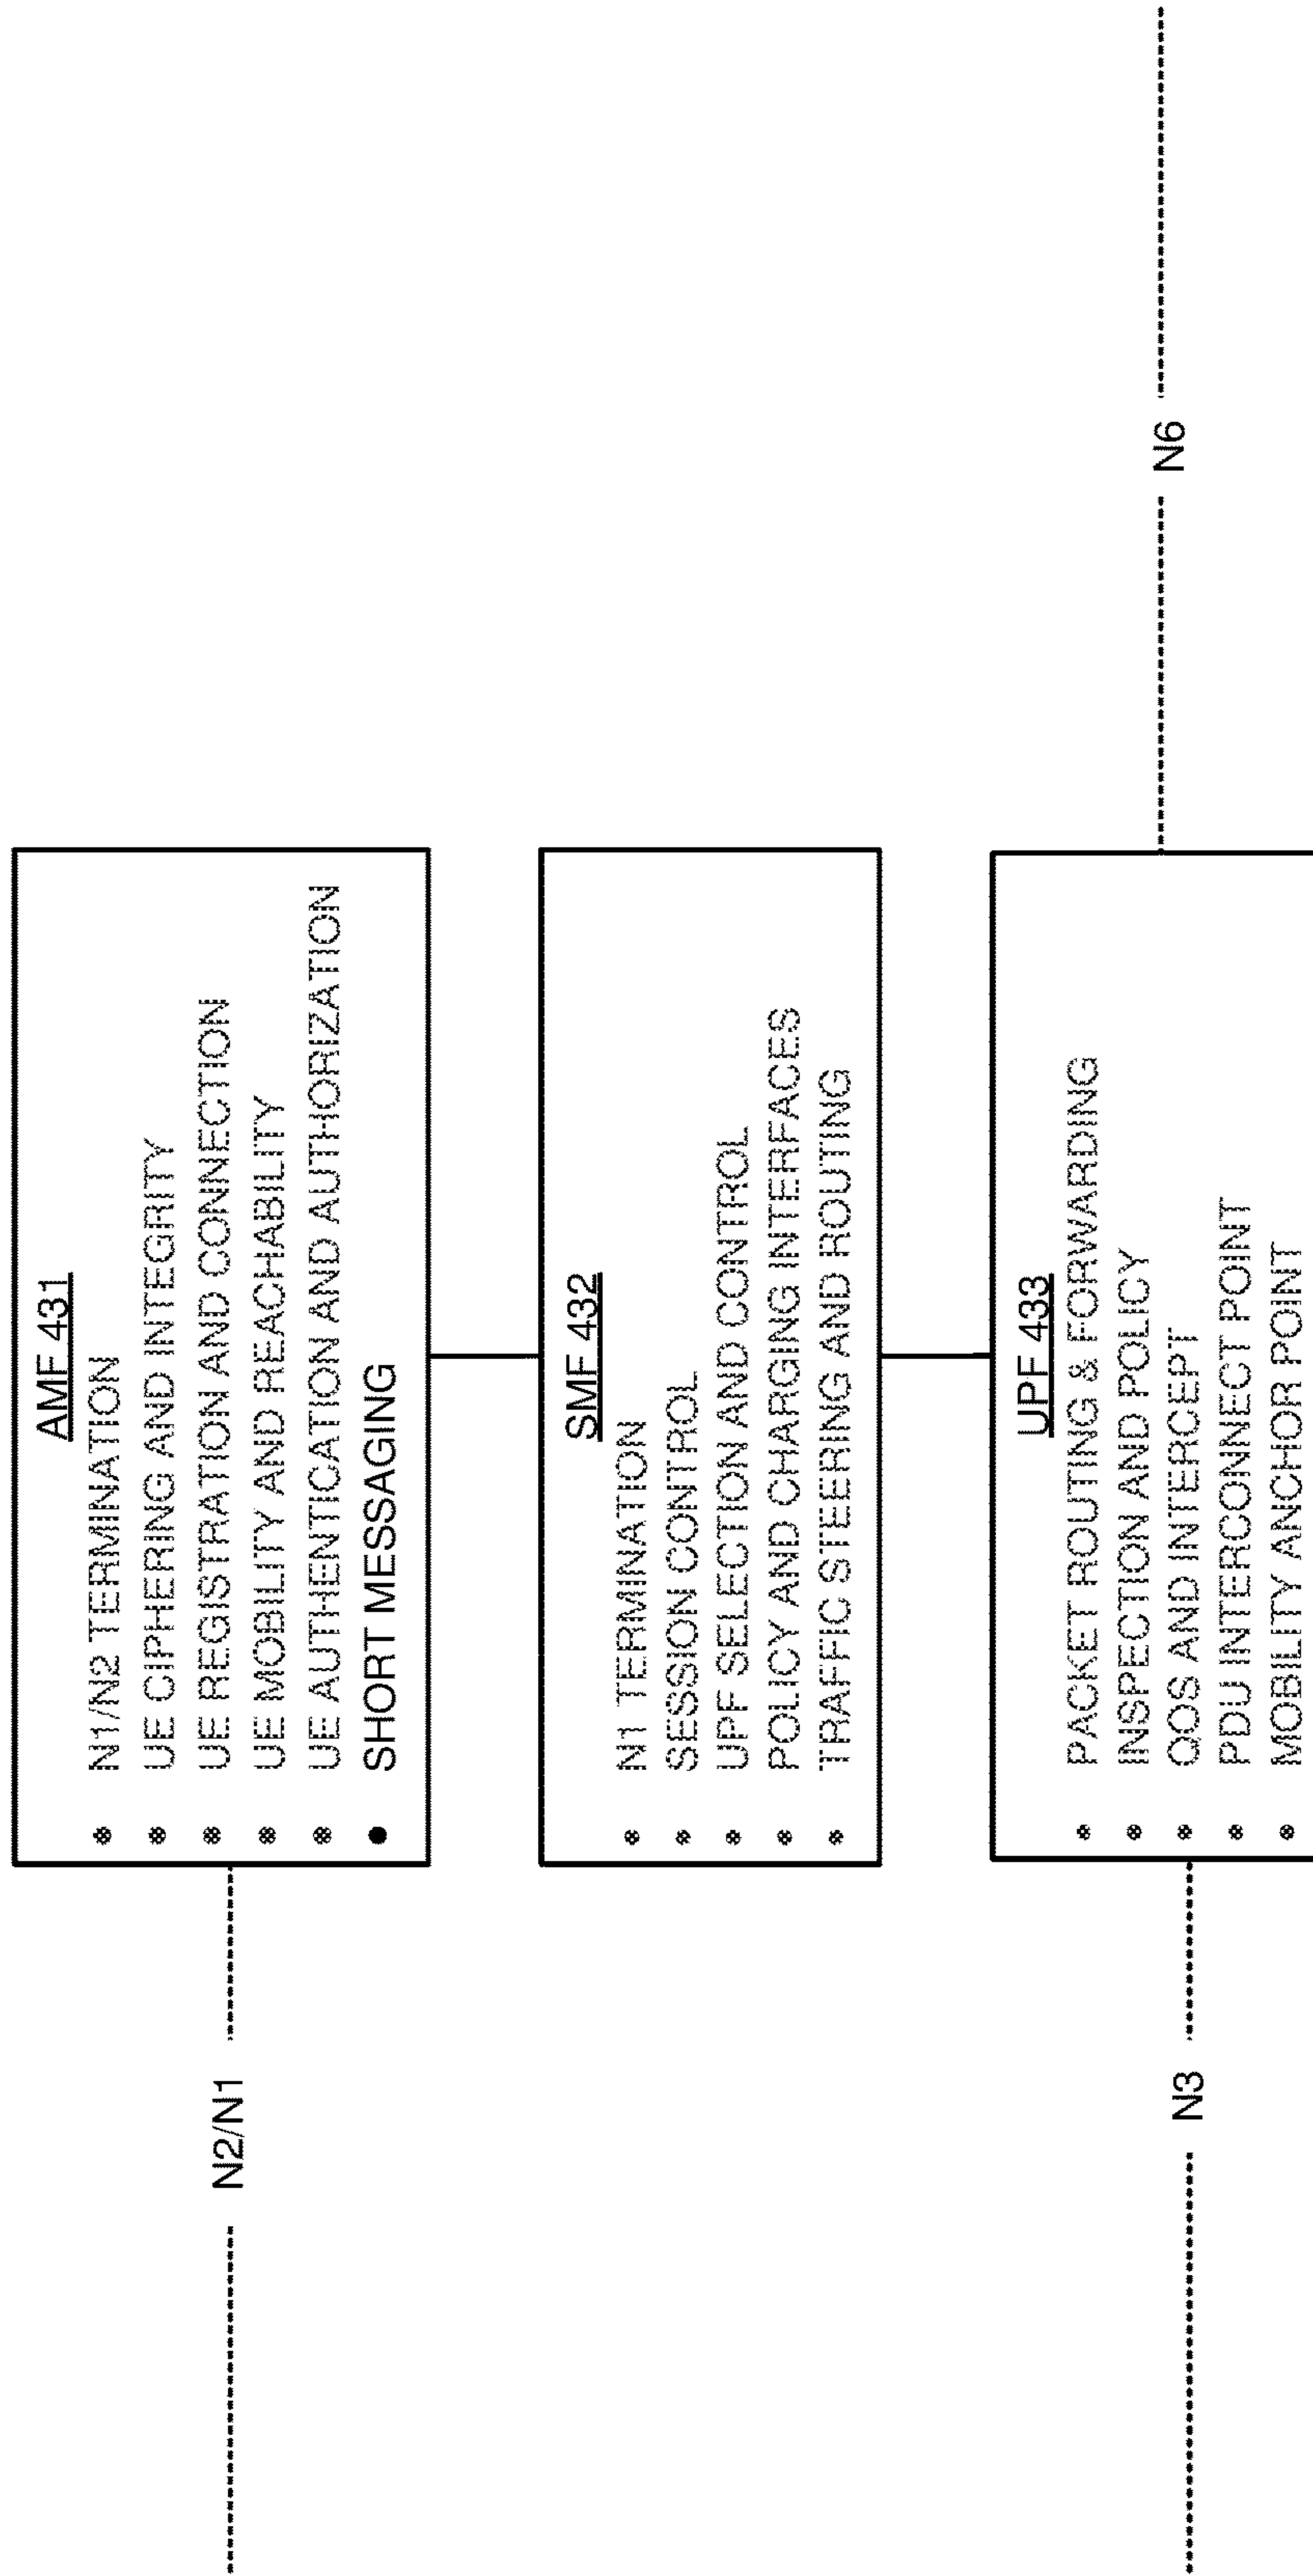 AMF 431
• N1/N2 TERMINATION
• UE CIPHERING AND INTEGRITY
• UE REGISTRATION AND CONNECTION
• UE MOBILITY AND REACHABILITY
• UE AUTHENTICATION AND AUTHORIZATION
• SHORT MESSAGING
N2/N1
SMF 432
• N1 TERMINATION
• SESSION CONTROL
• UPF SELECTION AND CONTROL
• POLICY AND CHARGING INTERFACES
• TRAFFIC STEERING AND ROUTING
UPF 433
• PACKET ROUTING & FORWARDING
• INSPECTION AND POLICY
• QOS AND INTERCEPT
• PDU INTERCONNECT POINT
• MOBILITY ANCHOR POINT
N3
N6